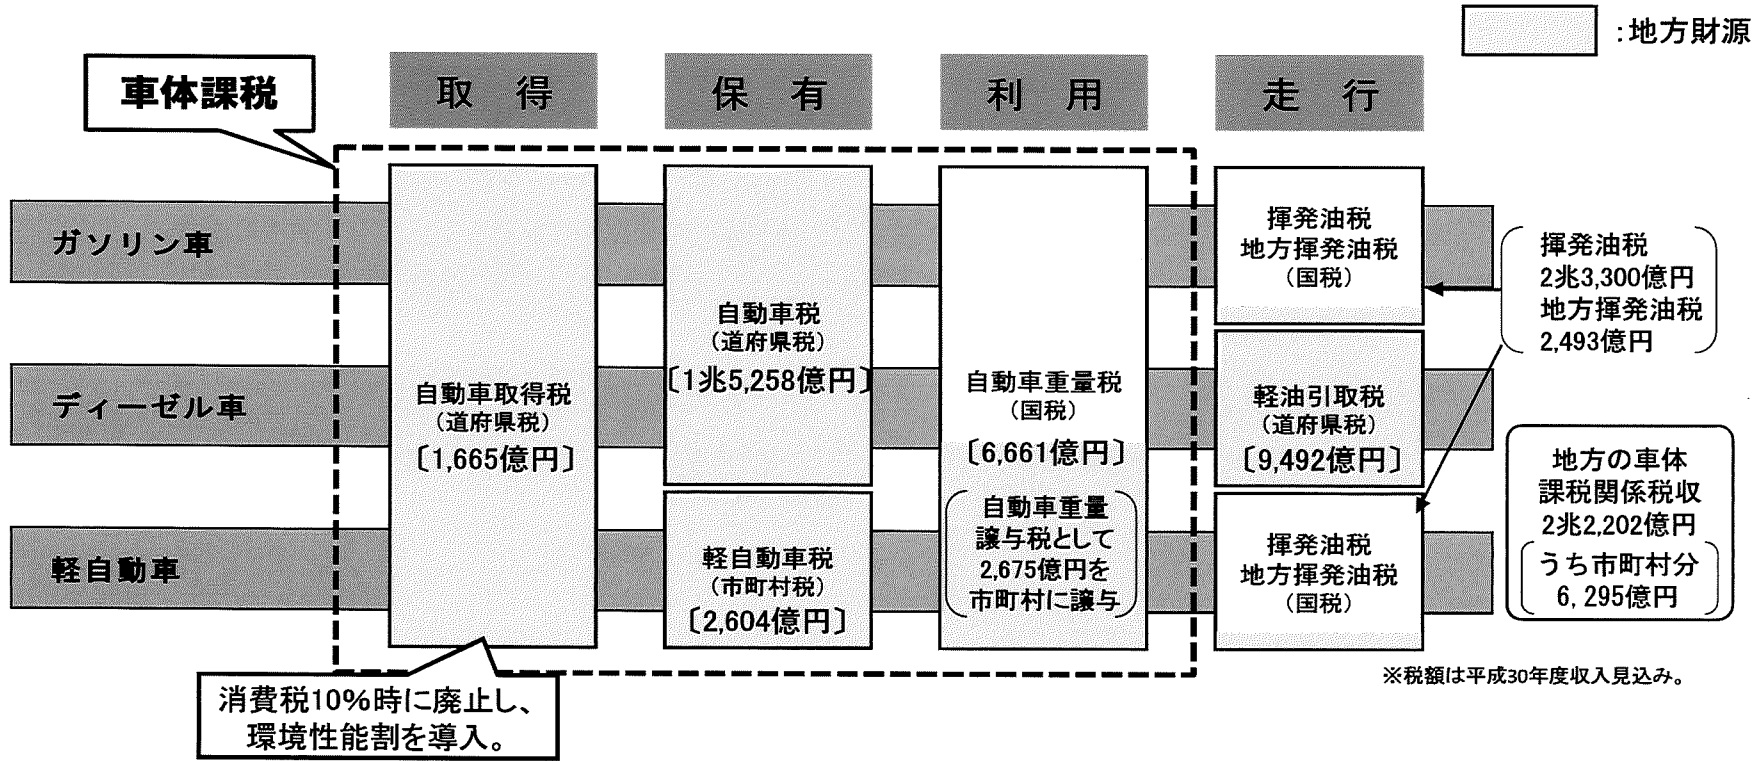 :地方財源
車体課税
取 得
保 有
利 用
走 行
ガソリン車
ディーゼル車
軽自動車
自動車取得税
(道府県税)
〔1,665億円〕
自動車税
(道府県税)
〔1兆5,258億円〕
軽自動車税
(市町村税)
〔2,604億円〕
自動車重量税
(国税)
〔6,661億円〕
自動車重量
譲与税として
2,675億円を
市町村に譲与
揮発油税
地方揮発油税
(国税)
軽油引取税
(道府県税)
〔9,492億円〕
揮発油税
地方揮発油税
(国税)
揮発油税
2兆3,300億円
地方揮発油税
2,493億円
地方の車体
課税関係税収
2兆2,202億円
うち市町村分
6,295億円
※税額は平成30年度収入見込み。
消費税10%時に廃止し、
環境性能割を導入。